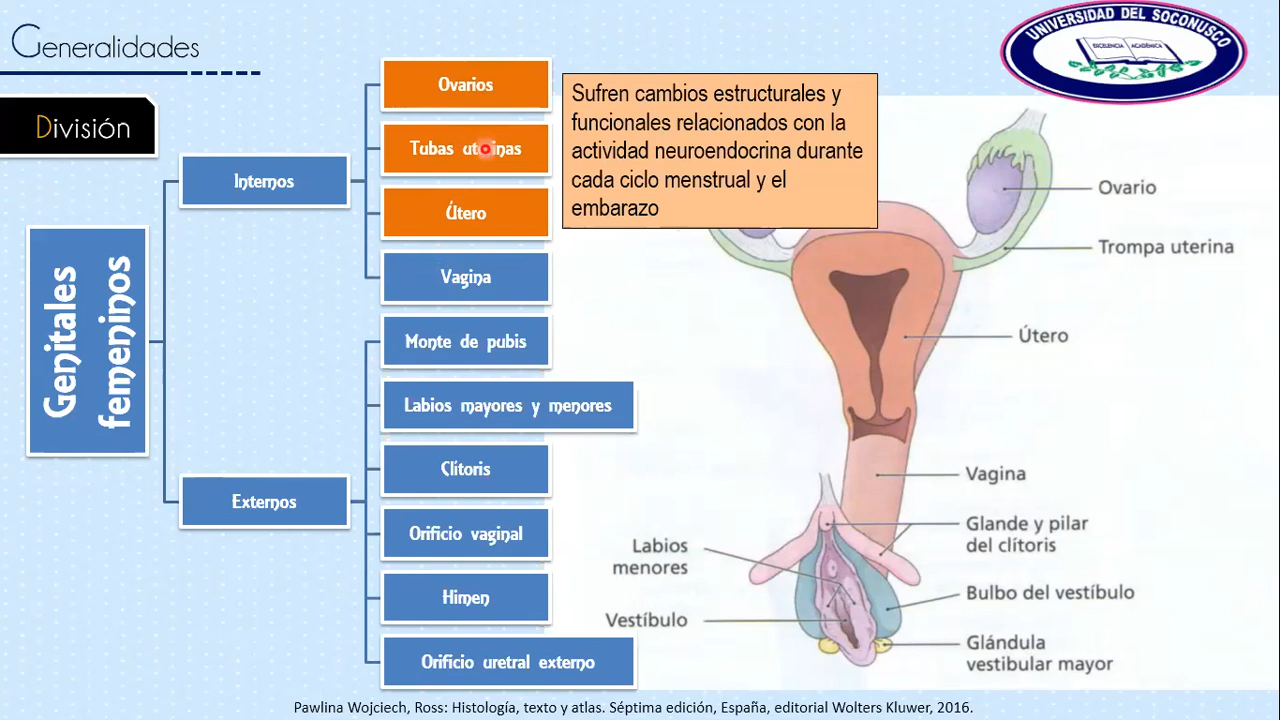 Generalidades
UNIVERSIDAD DEL SOCONUSCO
EXCELENCIA ACADÉMICA
División
Genitales
femeninos
Internos
Externos
Ovarios
Tubas uterinas
Útero
Vagina
Monte de pubis
Labios mayores y menores
Clítoris
Orificio vaginal
Himen
Orificio uretral externo
Sufren cambios estructurales y
funcionales relacionados con la
actividad neuroendocrina durante
cada ciclo menstrual y el
embarazo
Ovario
Trompa uterina
Útero
Vagina
Glande y pilar
del clítoris
Labios
menores
Bulbo del vestíbulo
Vestíbulo
Glándula
vestibular mayor
Pawlina Wojciech, Ross: Histología, texto y atlas. Séptima edición, España, editorial Wolters Kluwer, 2016.